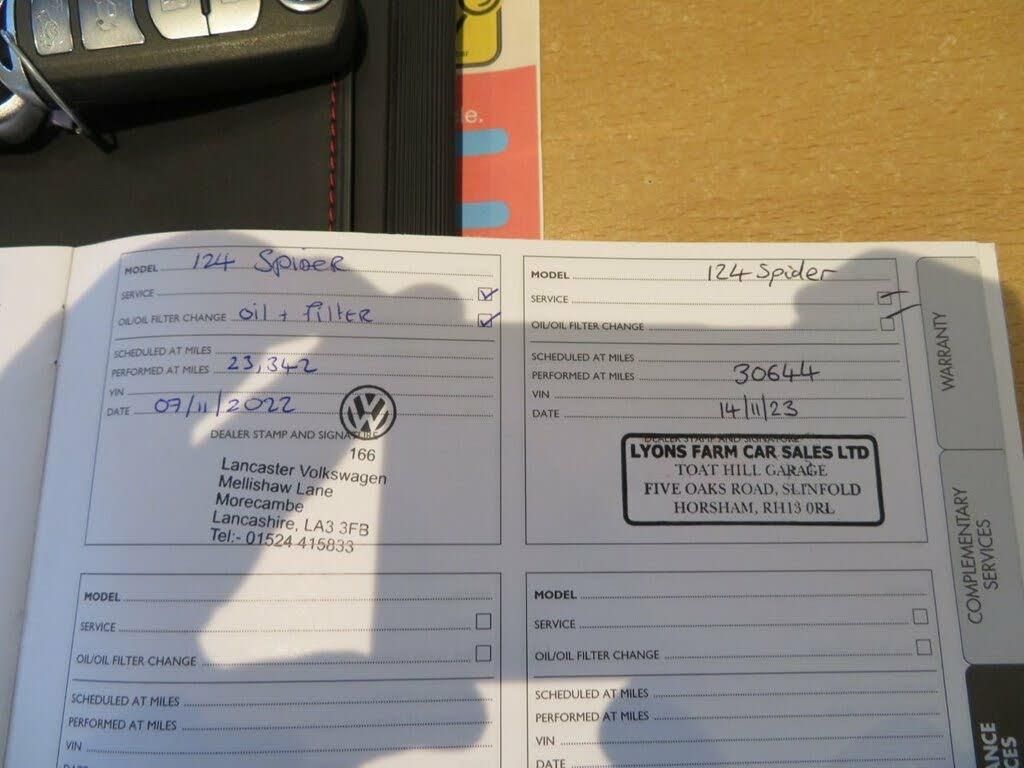 e.
MODEL 124 Spider
SERVICE
OIL/OIL FILTER CHANGE Oil + Filter
SCHEDULED AT MILES
PERFORMED AT MILES 23,342
VIN
DATE 07/11/2022
DEALER STAMP AND SIGNATURE
166
Lancaster Volkswagen
Mellishaw Lane
Morecambe
Lancashire, LA3 3FB
Tel:- 01524 415833
MODEL 124 Spider
SERVICE
OIL/OIL FILTER CHANGE
SCHEDULED AT MILES
PERFORMED AT MILES 30644
VIN
DATE 14/11/23
DEALER STAMP AND SIGNATURE
LYONS FARM CAR SALES LTD
TOAT HILL GARAGE
FIVE OAKS ROAD, SLINFOLD
HORSHAM, RH13 0RL
MODEL
SERVICE
OIL/OIL FILTER CHANGE
SCHEDULED AT MILES
PERFORMED AT MILES
VIN
DATE
MODEL
SERVICE
OIL/OIL FILTER CHANGE
SCHEDULED AT MILES
PERFORMED AT MILES
VIN
DATE
WARRANTY
COMPLEMENTARY
SERVICES
ANCE
CES